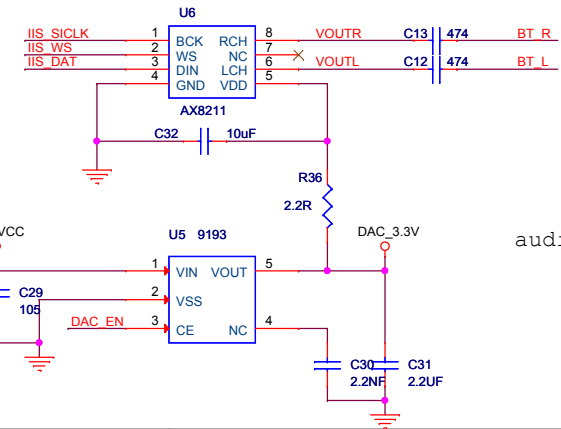 U6
IIS_SICLK 1 BCK RCH 8 VOUTR C13 474 BT_R
IIS_WS 2 WS NC 7
IIS_DAT 3 DIN LCH 6 VOUTL C12 474 BT_L
4 GND VDD 5
AX8211
C32 10uF
R36
2.2R
U5 9193
VCC
DAC_3.3V
1 VIN VOUT 5
2 VSS
C29
105
DAC_EN 3 CE NC 4
C30 C31
2.2NF 2.2UF